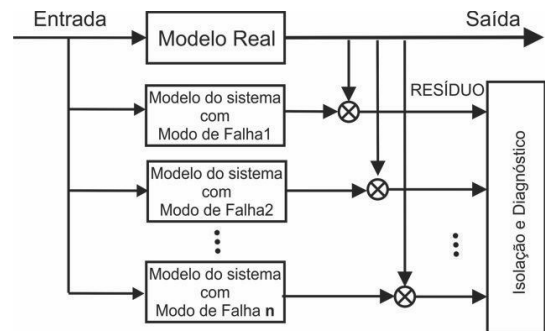 Entrada
Saída
Modelo Real
RESÍDUO
Modelo do sistema
com
Modo de Falha1
Modelo do sistema
com
Modo de Falha2
Modelo do sistema
com
Modo de Falha n
Isolação e Diagnóstico